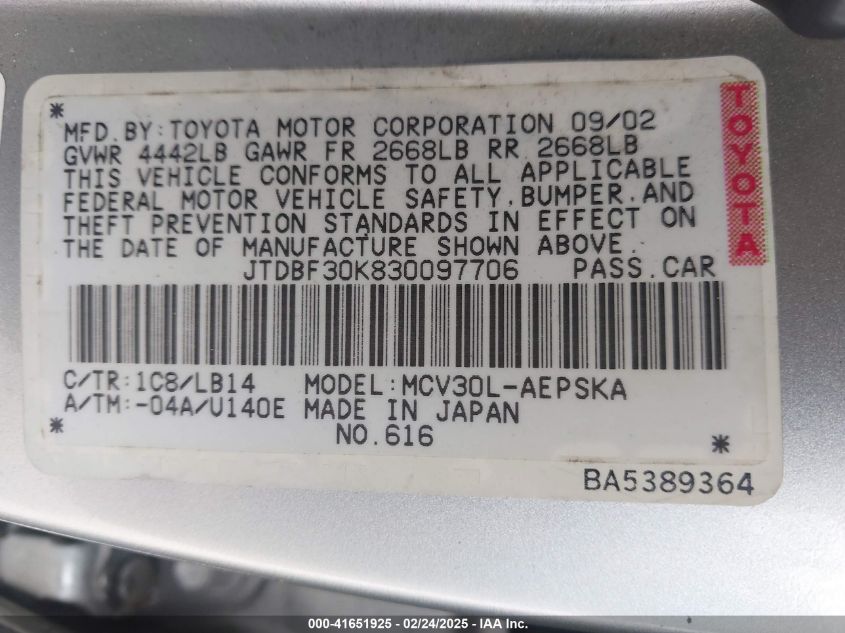 *
MFD.BY:TOYOTA MOTOR CORPORATION 09/02
GVWR 4442LB GAWR FR 2668LB RR 2668LB
THIS VEHICLE CONFORMS TO ALL APPLICABLE
FEDERAL MOTOR VEHICLE SAFETY,BUMPER,AND
THEFT PREVENTION STANDARDS IN EFFECT ON
THE DATE OF MANUFACTURE SHOWN ABOVE.
JTDBF30K830097706 PASS.CAR
TOYOTA
C/TR:1C8/LB14 MODEL:MCV30L-AEPSKA
A/TM:-04A/U140E MADE IN JAPAN
* NO.616 *
BA5389364
000-41651925 - 02/24/2025 - IAA Inc.